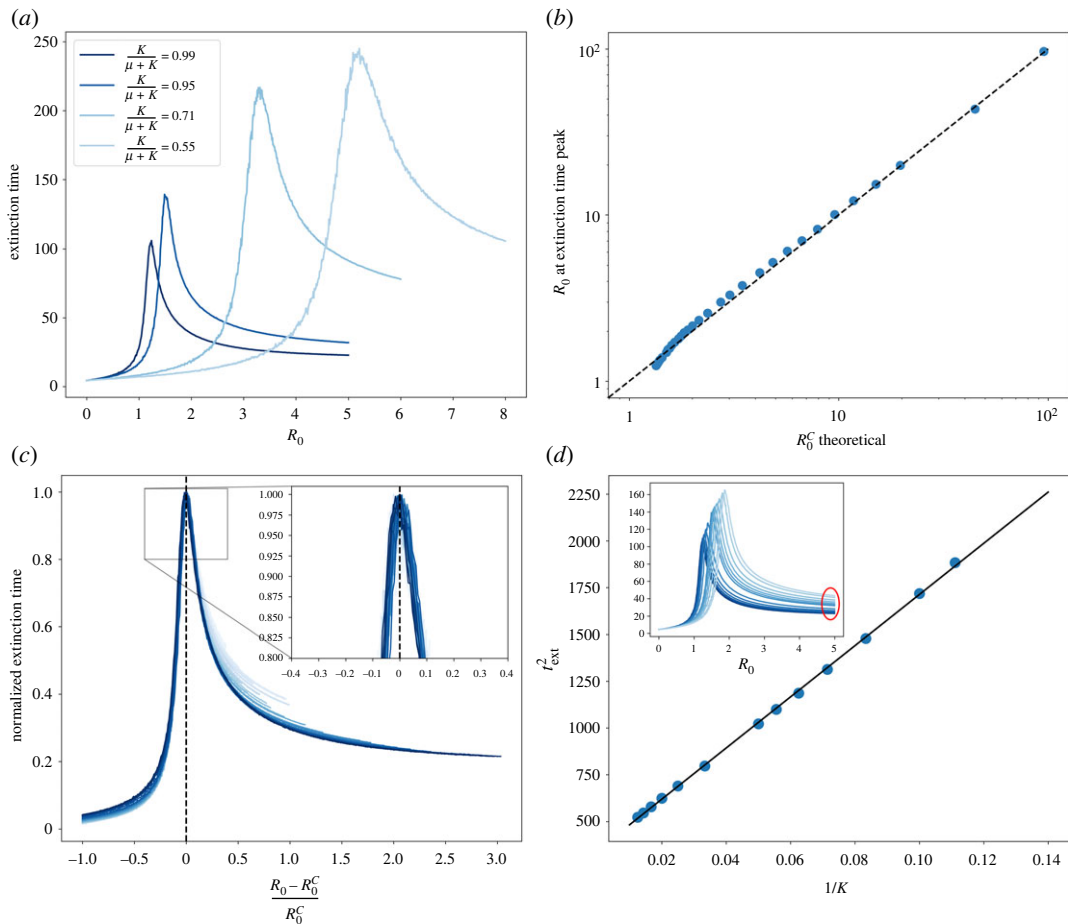 (a)
250
200
150
100
50
0
extinction time
K/(μ + K) = 0.99
K/(μ + K) = 0.95
K/(μ + K) = 0.71
K/(μ + K) = 0.55
0 1 2 3 4 5 6 7 8
R0
(b)
10²
10
1
R0 at extinction time peak
1 10 10²
R0^C theoretical
(c)
1.0
0.8
0.6
0.4
0.2
0
normalized extinction time
1.000
0.975
0.950
0.925
0.900
0.875
0.850
0.825
0.800
−0.4 −0.3 −0.2 −0.1 0 0.1 0.2 0.3 0.4
−1.0 −0.5 0 0.5 1.0 1.5 2.0 2.5 3.0
(R0 − R0^C)/R0^C
(d)
2250
2000
1750
1500
1250
1000
750
500
t²ext
160
140
120
100
80
60
40
20
0
0 1 2 3 4 5
R0
0.02 0.04 0.06 0.08 0.10 0.12 0.14
1/K